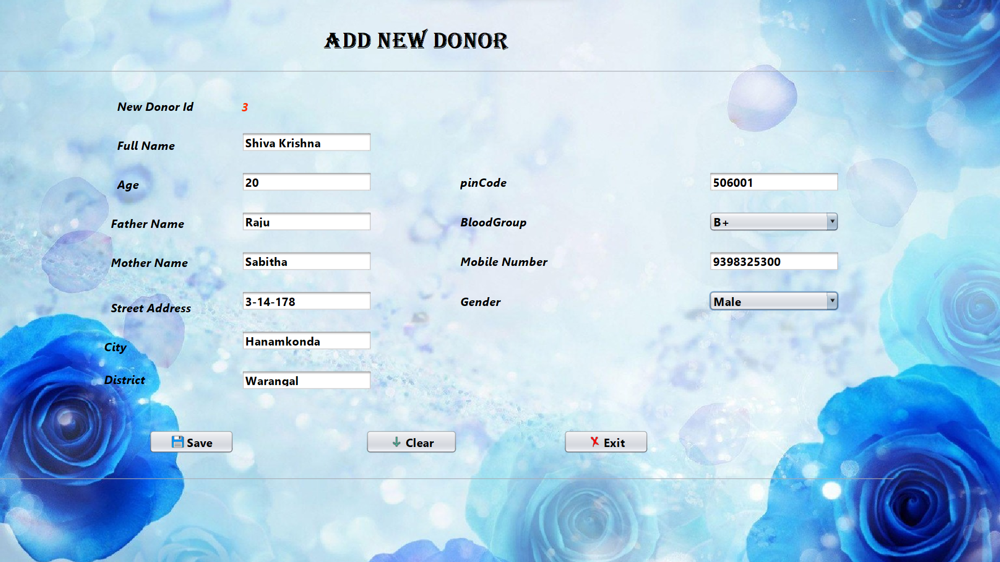 ADD NEW DONOR
New Donor Id 3
Full Name Shiva Krishna
Age 20 pinCode 506001
Father Name Raju BloodGroup B+
Mother Name Sabitha Mobile Number 9398325300
Street Address 3-14-178 Gender Male
City Hanamkonda
District Warangal
Save Clear Exit